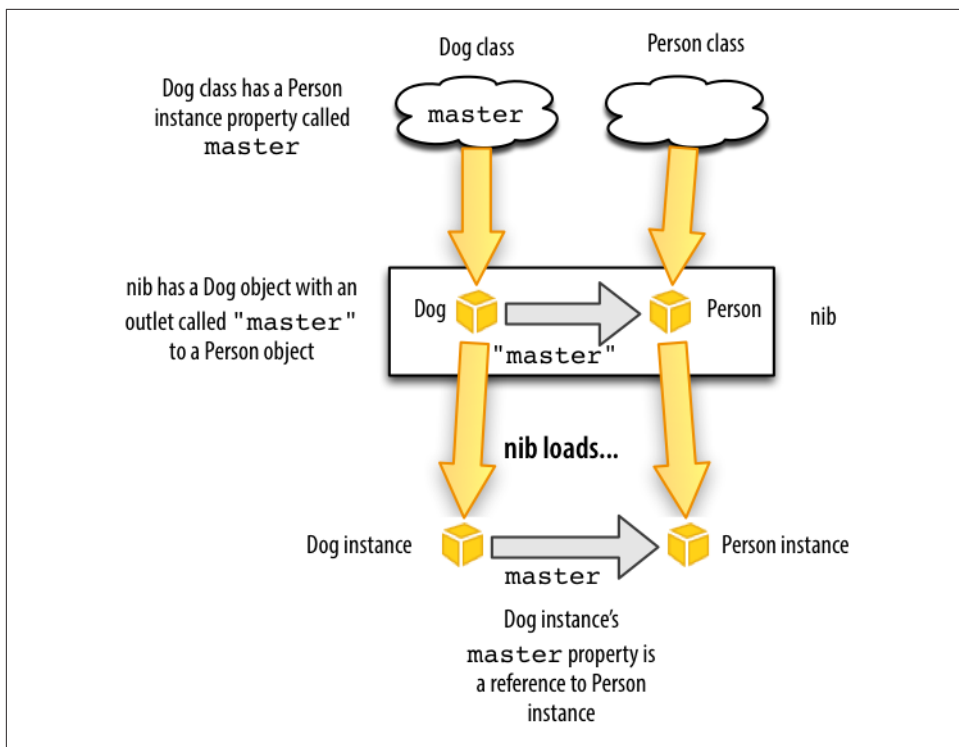 Dog class
Person class
Dog class has a Person
instance property called
master
master
nib has a Dog object with an
outlet called "master"
to a Person object
Dog
Person
"master"
nib
nib loads...
Dog instance
Person instance
master
Dog instance's
master property is
a reference to Person
instance